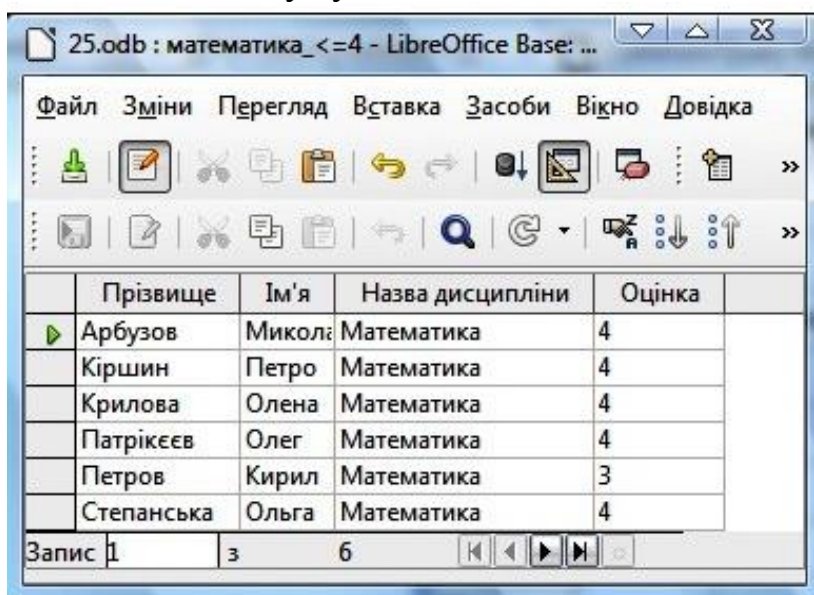 25.odb : математика_<=4 - LibreOffice Base: ...
Файл Зміни Перегляд Вставка Засоби Вікно Довідка
Прізвище Ім'я Назва дисципліни Оцінка
Арбузов Микола Математика 4
Кіршин Петро Математика 4
Крилова Олена Математика 4
Патрікєєв Олег Математика 4
Петров Кирил Математика 3
Степанська Ольга Математика 4
Запис 1 з 6